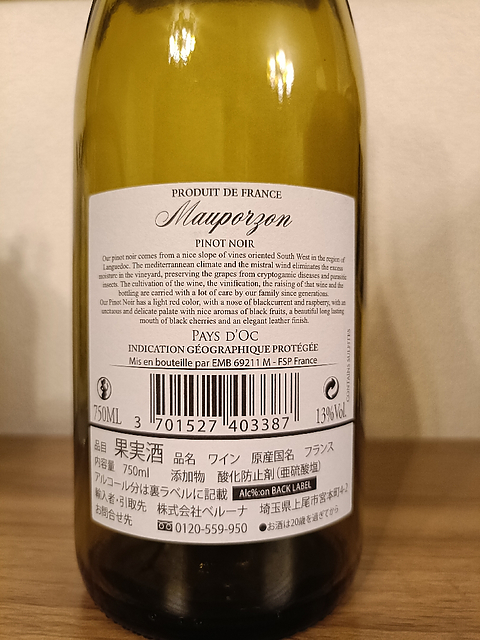 PRODUIT DE FRANCE
Mauporzon
PINOT NOIR
Our pinot noir comes from a nice slope of vines oriented South West in the region of
Languedoc. The mediterrannean climate and the mistral wind eliminates the excess
moisture in the vineyard, preserving the grapes from cryptogamic diseases and parasitic
insects. The cultivation of the wine, the vinification, the raising of that wine and the
bottling are carried with a lot of care by our family since generations.
Our Pinot Noir has a light red color, with a nose of blackcurrant and raspberry, with an
unctuous and delicate palate with nice aromas of black fruits, a beautiful long lasting
mouth of black cherries and an elegant leather finish.
PAYS D'OC
INDICATION GÉOGRAPHIQUE PROTÉGÉE
Mis en bouteille par EMB 69211 M - FSP France
CONTAINS SULFITES
750ML
3 701527 403387
13%Vol.
品目 果実酒 品名 ワイン 原産国名 フランス
内容量 750ml 添加物 酸化防止剤(亜硫酸塩)
アルコール分は裏ラベルに記載 Alc%:on BACK LABEL
輸入者・引取先 株式会社ベルーナ 埼玉県上尾市宮本町4-2
お問合せ先 0120-559-950 ●お酒は20歳を過ぎてから